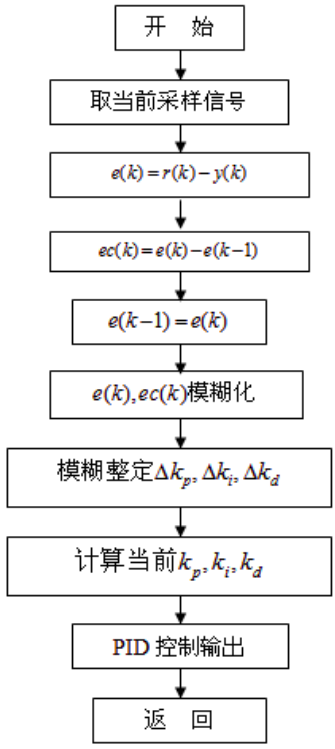 开 始
取当前采样信号
e(k)=r(k)−y(k)
ec(k)=e(k)−e(k−1)
e(k−1)=e(k)
e(k),ec(k)模糊化
模糊整定Δk_p,Δk_i,Δk_d
计算当前k_p,k_i,k_d
PID 控制输出
返 回